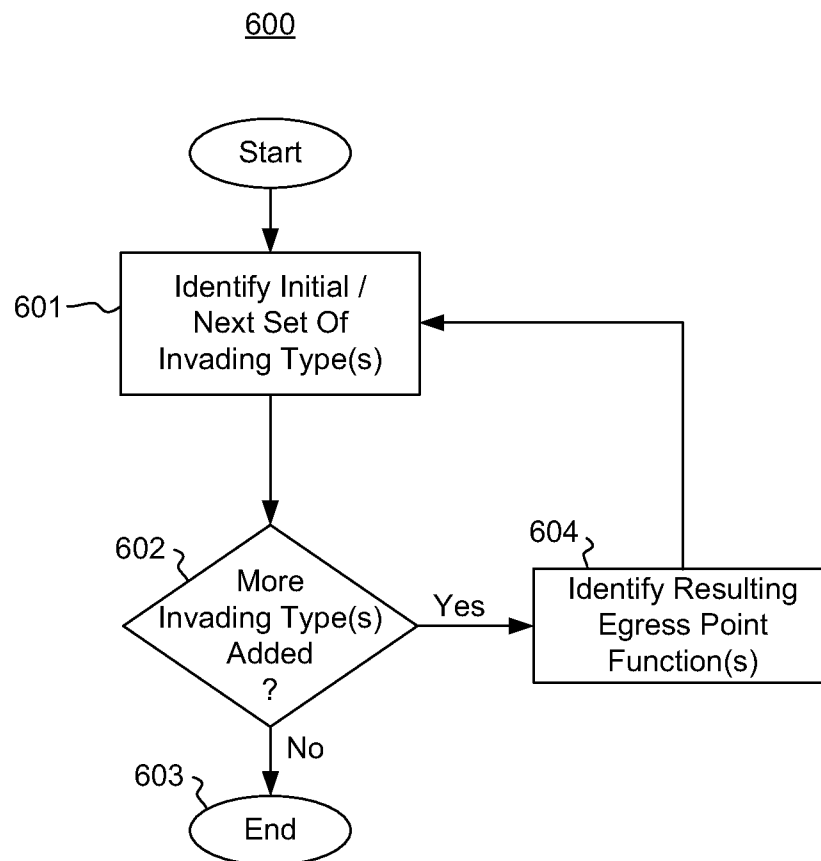 600
Start
601
Identify Initial /
Next Set Of
Invading Type(s)
602
More
Invading Type(s)
Added
?
Yes
604
Identify Resulting
Egress Point
Function(s)
No
603
End